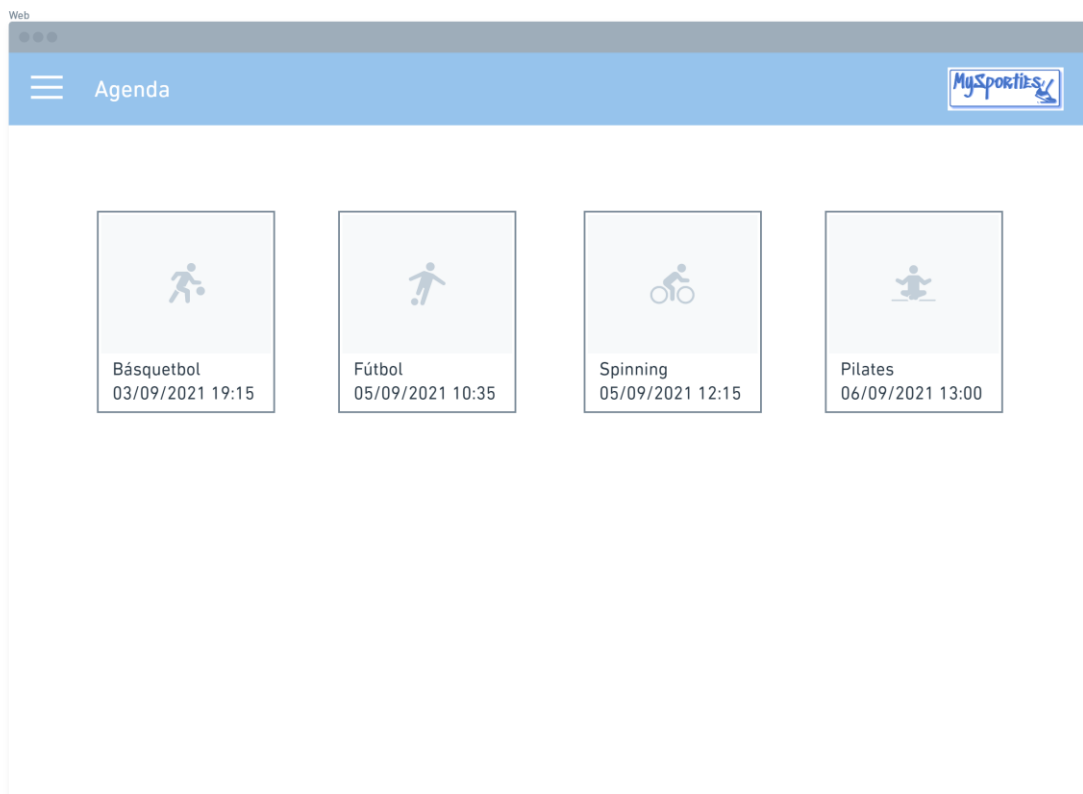 Web
Agenda
MySporties
Básquetbol
03/09/2021 19:15
Fútbol
05/09/2021 10:35
Spinning
05/09/2021 12:15
Pilates
06/09/2021 13:00